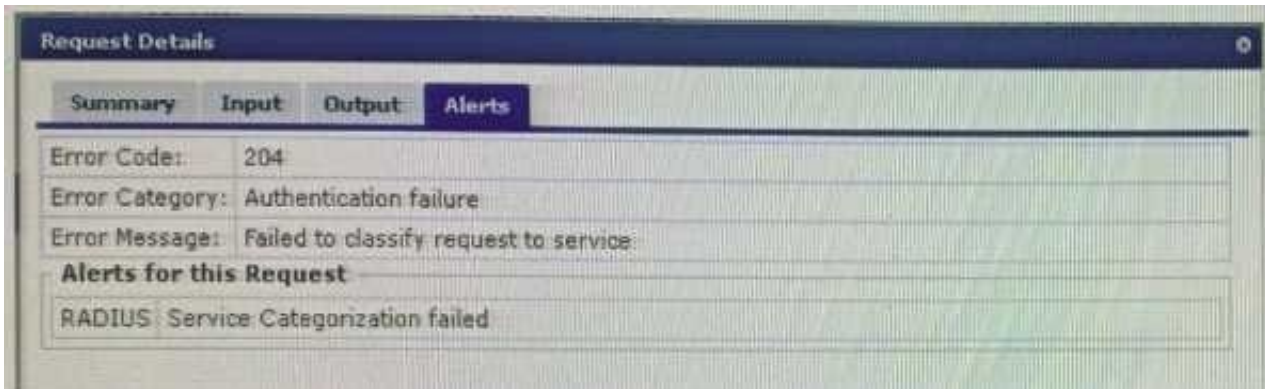 Request Details
Summary Input Output Alerts
Error Code: 204
Error Category: Authentication failure
Error Message: Failed to classify request to service
Alerts for this Request
RADIUS Service Categorization failed